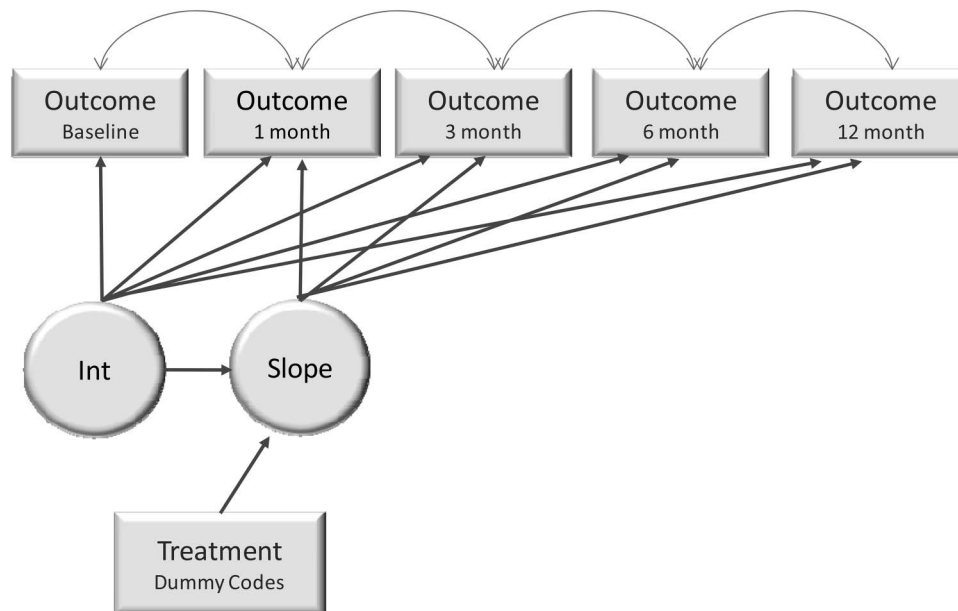 Outcome
Baseline
Outcome
1 month
Outcome
3 month
Outcome
6 month
Outcome
12 month
Int
Slope
Treatment
Dummy Codes